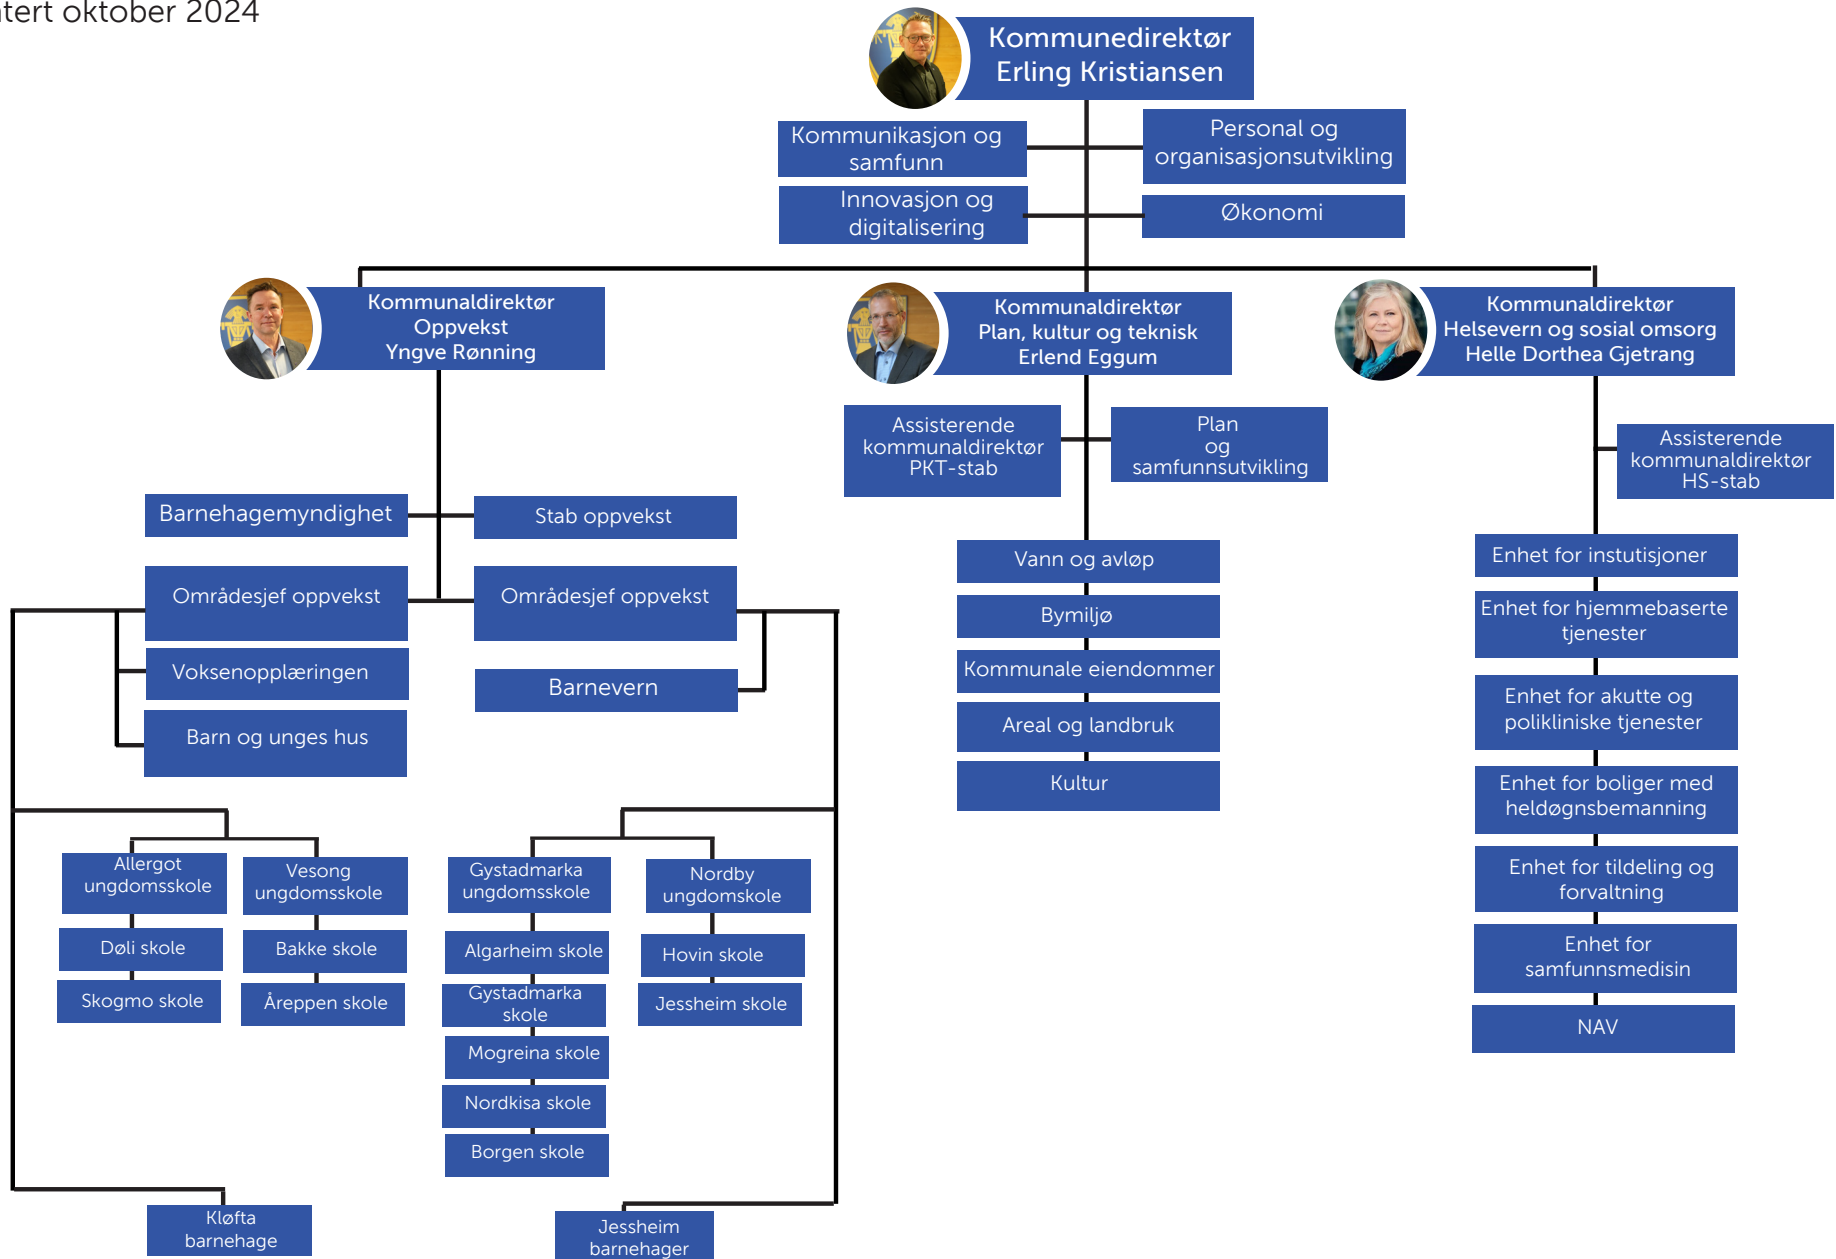 oktober 2024
Kommunedirektør
Erling Kristiansen
Kommunikasjon og
samfunn
Personal og
organisasjonsutvikling
Innovasjon og
digitalisering
Økonomi
Kommunaldirektør
Oppvekst
Yngve Rønning
Kommunaldirektør
Plan, kultur og teknisk
Erlend Eggum
Kommunaldirektør
Helsevern og sosial omsorg
Helle Dorthea Gjetrang
Assisterende
kommunaldirektør
PKT-stab
Plan
og
samfunnsutvikling
Assisterende
kommunaldirektør
HS-stab
Barnehagemyndighet
Stab oppvekst
Områdesjef oppvekst
Områdesjef oppvekst
Voksenopplæringen
Barnevern
Barn og unges hus
Vann og avløp
Bymiljø
Kommunale eiendommer
Areal og landbruk
Kultur
Enhet for instutisjoner
Enhet for hjemmebaserte
tjenester
Enhet for akutte og
polikliniske tjenester
Enhet for boliger med
heldøgnsbemanning
Enhet for tildeling og
forvaltning
Enhet for
samfunnsmedisin
NAV
Allergot
ungdomsskole
Døli skole
Skogmo skole
Vesong
ungdomsskole
Bakke skole
Åreppen skole
Gystadmarka
ungdomsskole
Algarheim skole
Gystadmarka
skole
Mogreina skole
Nordkisa skole
Borgen skole
Nordby
ungdomskole
Hovin skole
Jessheim skole
Kløfta
barnehage
Jessheim
barnehager